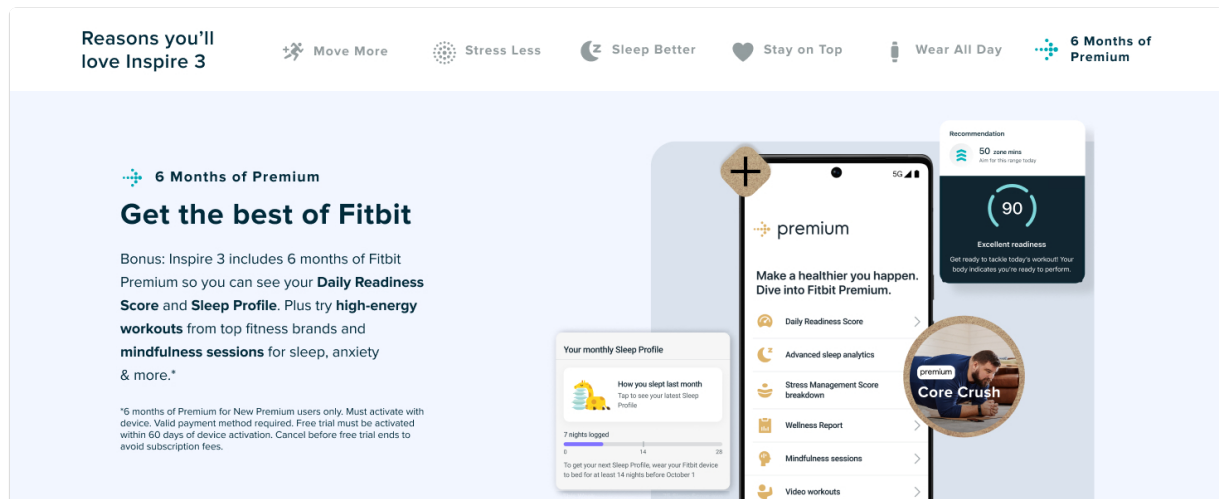 Reasons you'll
love Inspire 3
Move More
Stress Less
Sleep Better
Stay on Top
Wear All Day
6 Months of
Premium
6 Months of Premium
Get the best of Fitbit
Bonus: Inspire 3 includes 6 months of Fitbit
Premium so you can see your Daily Readiness
Score and Sleep Profile. Plus try high-energy
workouts from top fitness brands and
mindfulness sessions for sleep, anxiety
& more.*
*6 months of Premium for New Premium users only. Must activate with
device. Valid payment method required. Free trial must be activated
within 60 days of device activation. Cancel before free trial ends to
avoid subscription fees.
Your monthly Sleep Profile
How you slept last month
Tap to see your latest Sleep
Profile
7 nights logged
0 14 28
To get your next Sleep Profile, wear your Fitbit device
to bed for at least 14 nights before October 1
5G
premium
Make a healthier you happen.
Dive into Fitbit Premium.
Daily Readiness Score
Advanced sleep analytics
Stress Management Score
breakdown
Wellness Report
Mindfulness sessions
Video workouts
Recommendation
50 zone mins
Aim for this range today
90
Excellent readiness
Get ready to tackle today's workout! Your
body indicates you're ready to perform.
premium
Core Crush